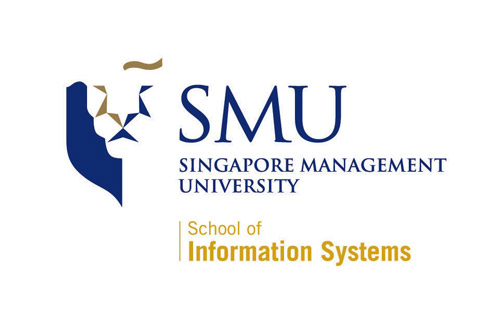 SMU
SINGAPORE MANAGEMENT
UNIVERSITY
School of
Information Systems